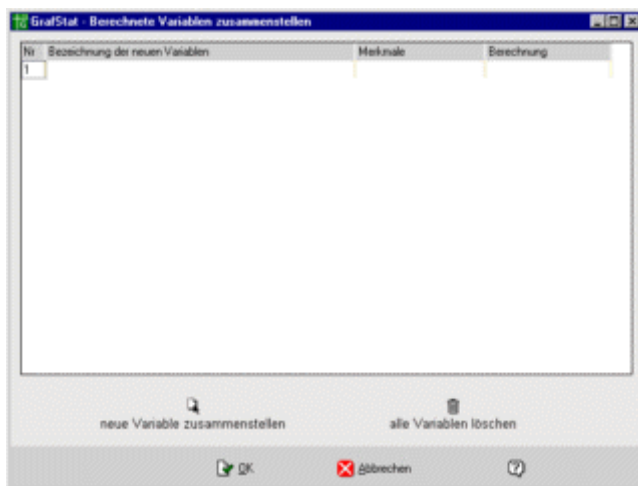 GrafStat - Berechnete Variablen zusammenstellen
Nr Bezeichnung der neuen Variablen Merkmale Berechnung
1
neue Variable zusammenstellen alle Variablen löschen
OK Abbrechen ?